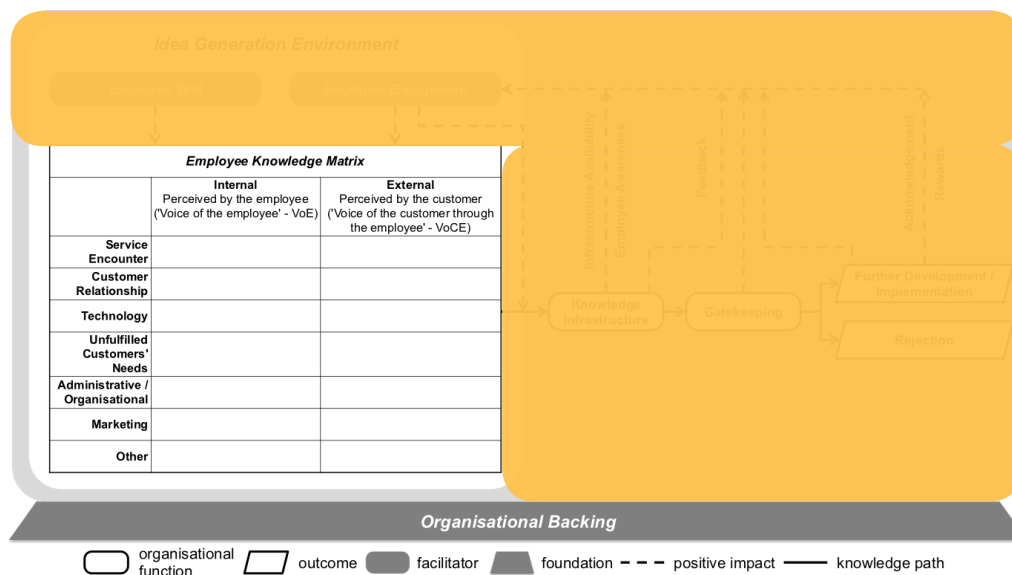 Idea Generation Environment
Employee Skill
Employee Engagement
Employee Knowledge Matrix
Internal
Perceived by the employee
('Voice of the employee' - VoE)
External
Perceived by the customer
('Voice of the customer through
the employee' - VoCE)
Service
Encounter
Customer
Relationship
Technology
Unfulfilled
Customers'
Needs
Administrative /
Organisational
Marketing
Other
Infrastructure Availability
Employee Awareness
Feedback
Acknowledgement
Rewards
Knowledge
Infrastructure
Gatekeeping
Further Development /
Implementation
Rejection
Organisational Backing
organisational
function
outcome
facilitator
foundation
positive impact
knowledge path